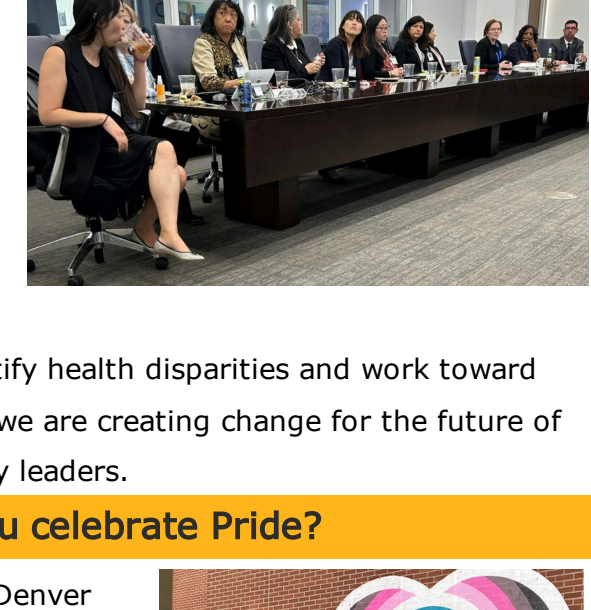 tify health disparities and work toward
we are creating change for the future of
y leaders.
u celebrate Pride?
Denver